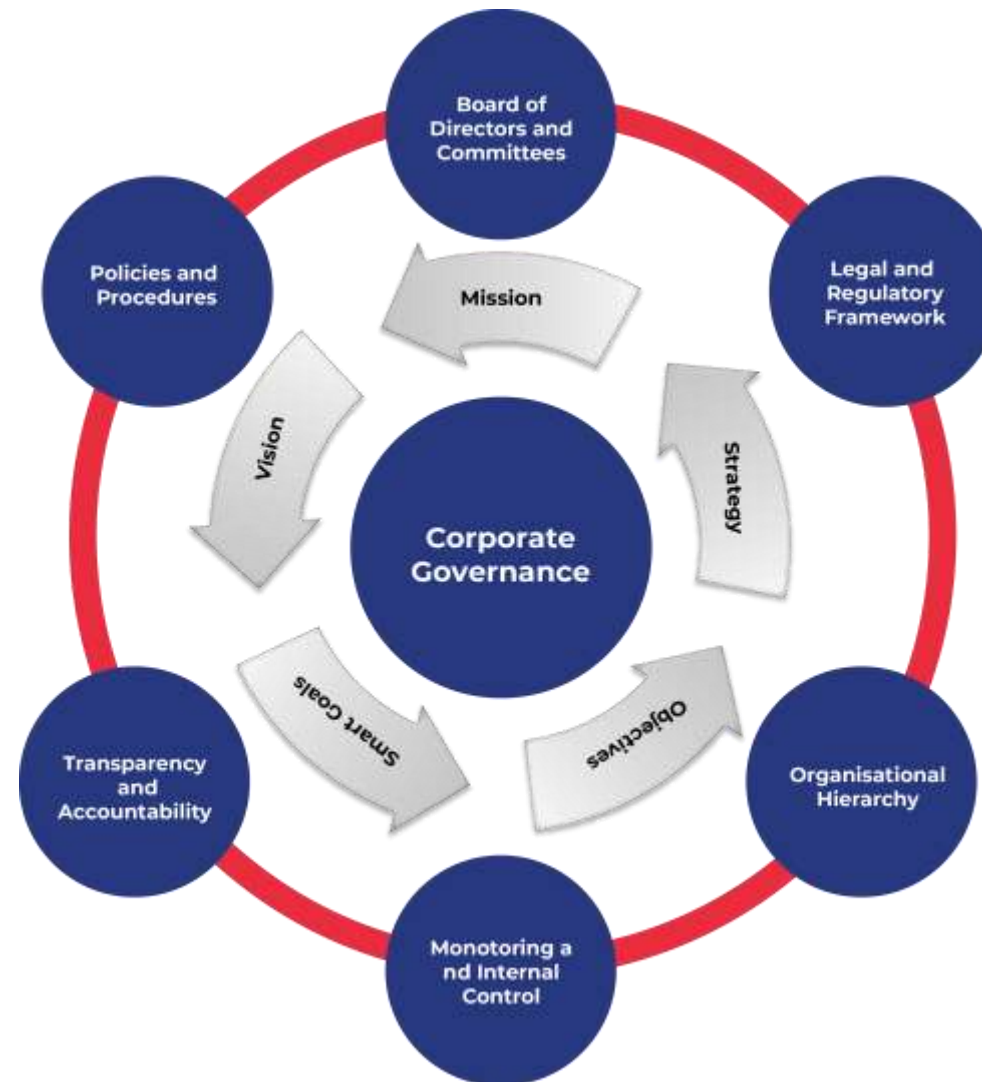 Board of
Directors and
Committees
Policies and
Procedures
Legal and
Regulatory
Framework
Mission
Vision
Strategy
Corporate
Governance
Smart Goals
Objectives
Transparency
and
Accountability
Organisational
Hierarchy
Monotoring a
nd Internal
Control